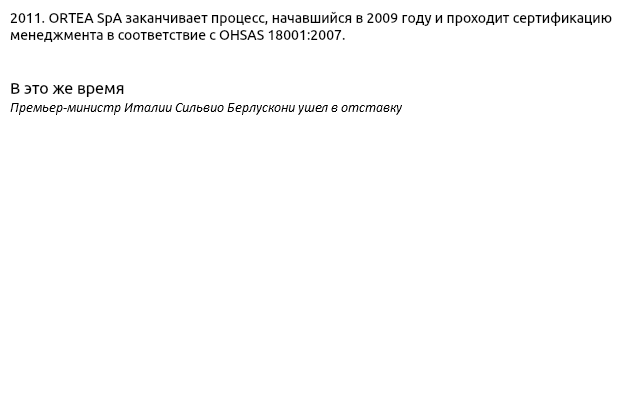 2011. ORTEA SpA заканчивает процесс, начавшийся в 2009 году и проходит сертификацию
менеджмента в соответствие с OHSAS 18001:2007.
В это же время
Премьер-министр Италии Сильвио Берлускони ушел в отставку